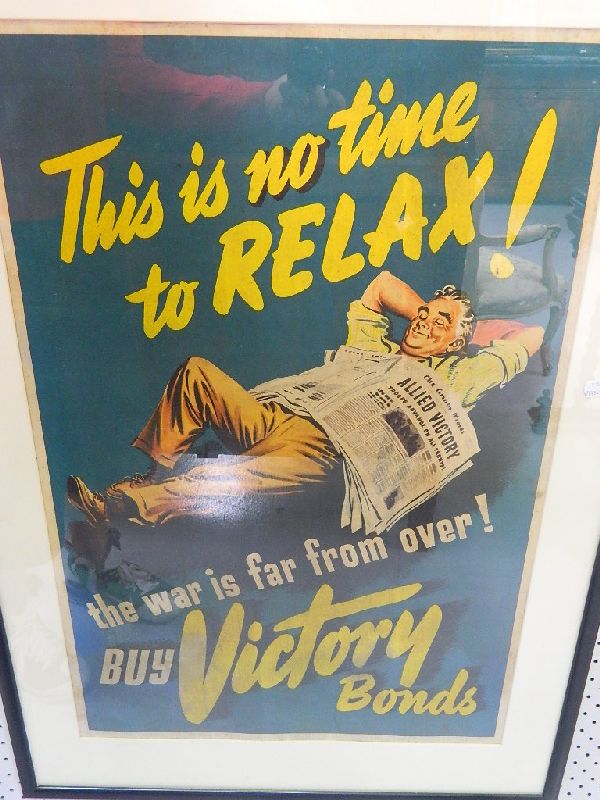 This is no time
to RELAX!
ALLIED VICTORY
the war is far from over!
BUY Victory
Bonds